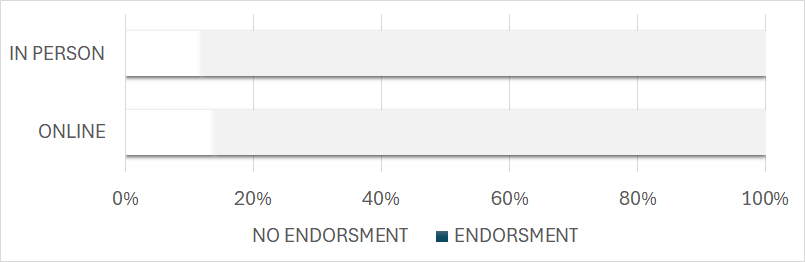 IN PERSON
ONLINE
0% 20% 40% 60% 80% 100%
NO ENDORSMENT ENDORSMENT